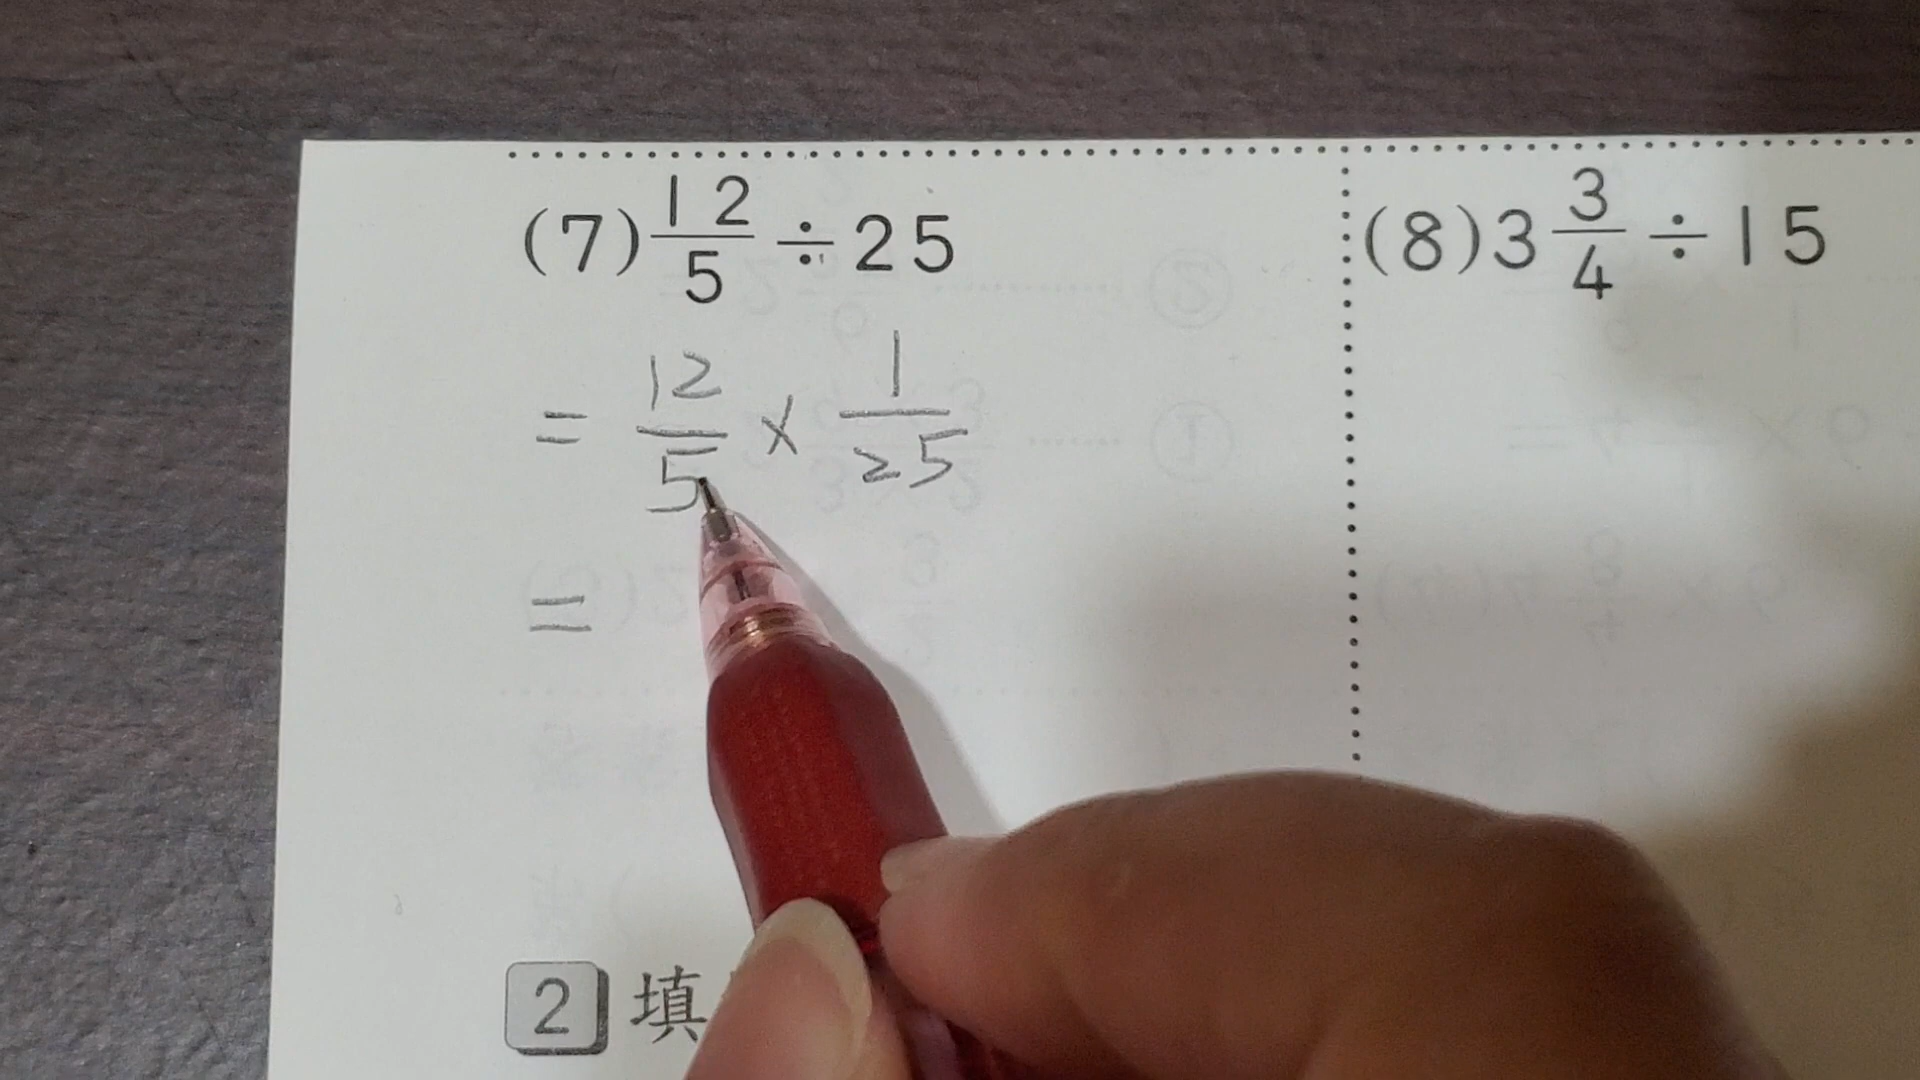 (7) 12/5 ÷ 25
= 12/5 × 1/25
=
(8) 3 3/4 ÷ 15
2 填